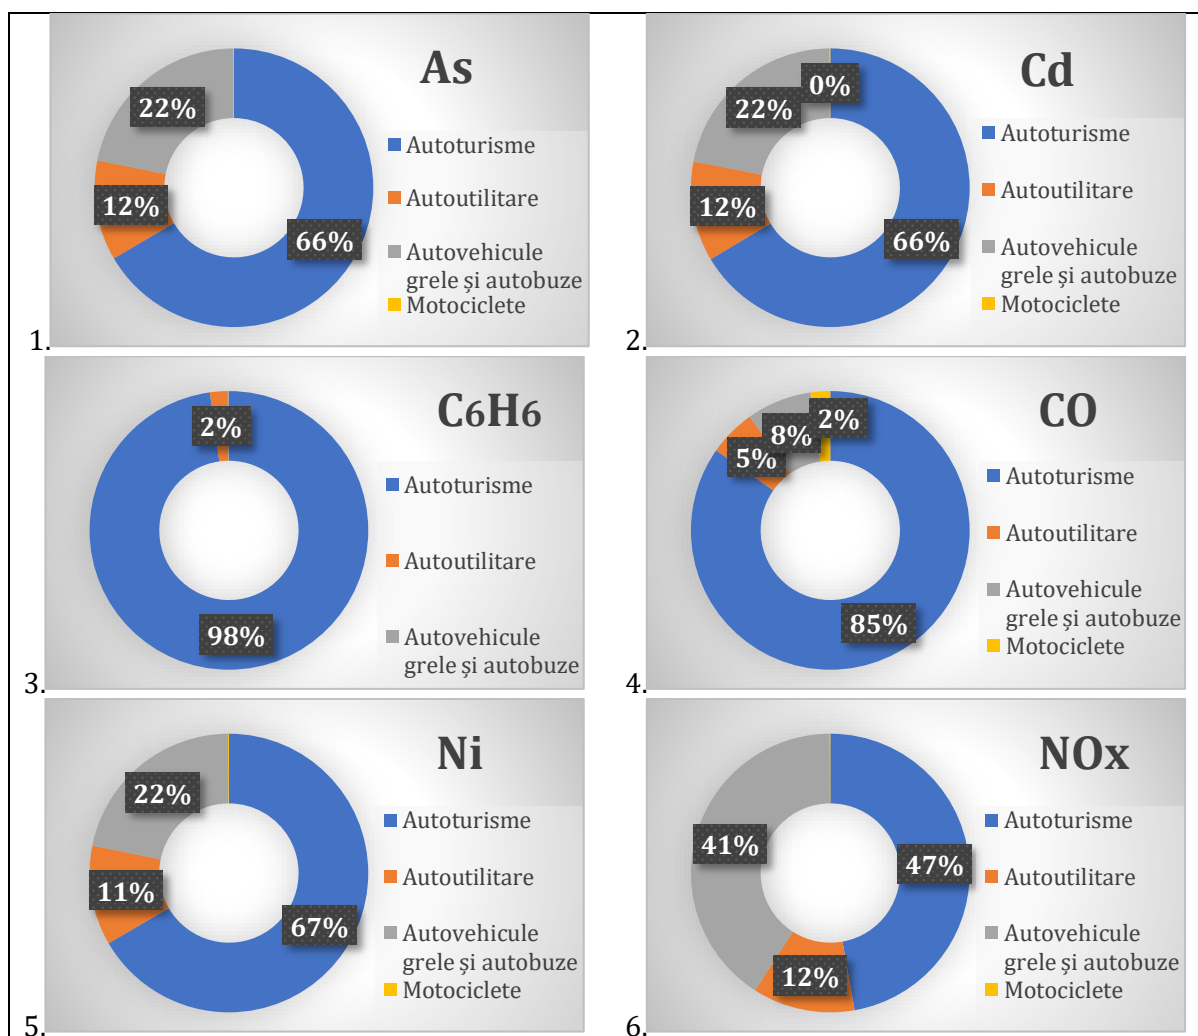 As
22%
12%
66%
Autoturisme
Autoutilitare
Autovehicule
grele și autobuze
Motociclete
1.
Cd
0%
22%
12%
66%
Autoturisme
Autoutilitare
Autovehicule
grele și autobuze
Motociclete
2.
C6H6
2%
98%
Autoturisme
Autoutilitare
Autovehicule
grele și autobuze
3.
CO
2%
8%
5%
85%
Autoturisme
Autoutilitare
Autovehicule
grele și autobuze
Motociclete
4.
Ni
22%
11%
67%
Autoturisme
Autoutilitare
Autovehicule
grele și autobuze
Motociclete
5.
NOx
41%
47%
12%
Autoturisme
Autoutilitare
Autovehicule
grele și autobuze
Motociclete
6.